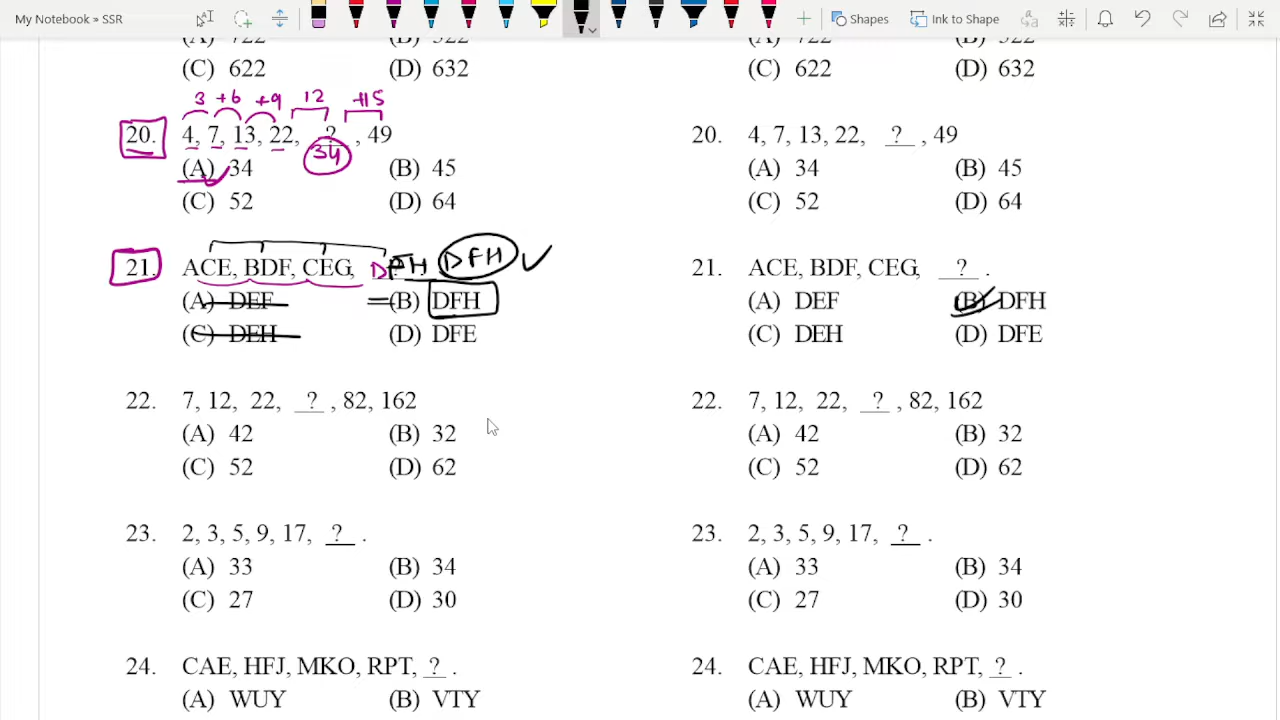 My Notebook » SSR
Shapes
Ink to Shape
(C) 622 (D) 632
3 +6 +9 12 +15
20. 4, 7, 13, 22, ? , 49
34
(A) 34 (B) 45
(C) 52 (D) 64
21. ACE, BDF, CEG, DFH DFH
(A) DEF (B) DFH
(C) DEH (D) DFE
22. 7, 12, 22, ? , 82, 162
(A) 42 (B) 32
(C) 52 (D) 62
23. 2, 3, 5, 9, 17, ? .
(A) 33 (B) 34
(C) 27 (D) 30
24. CAE, HFJ, MKO, RPT, ? .
(A) WUY (B) VTY
(C) 622 (D) 632
20. 4, 7, 13, 22, ? , 49
(A) 34 (B) 45
(C) 52 (D) 64
21. ACE, BDF, CEG, ? .
(A) DEF (B) DFH
(C) DEH (D) DFE
22. 7, 12, 22, ? , 82, 162
(A) 42 (B) 32
(C) 52 (D) 62
23. 2, 3, 5, 9, 17, ? .
(A) 33 (B) 34
(C) 27 (D) 30
24. CAE, HFJ, MKO, RPT, ? .
(A) WUY (B) VTY